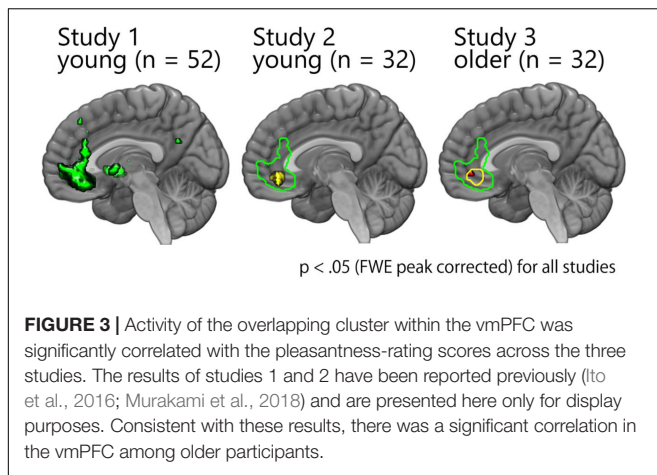 Study 1
young (n = 52)
Study 2
young (n = 32)
Study 3
older (n = 32)
p < .05 (FWE peak corrected) for all studies
FIGURE 3 | Activity of the overlapping cluster within the vmPFC was
significantly correlated with the pleasantness-rating scores across the three
studies. The results of studies 1 and 2 have been reported previously (Ito
et al., 2016; Murakami et al., 2018) and are presented here only for display
purposes. Consistent with these results, there was a significant correlation in
the vmPFC among older participants.